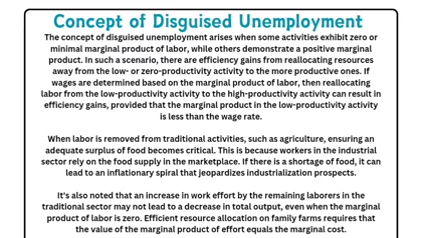 Concept of Disguised Unemployment
The concept of disguised unemployment arises when some activities exhibit zero or
minimal marginal product of labor, while others demonstrate a positive marginal
product. In such a scenario, there are efficiency gains from reallocating resources
away from the low- or zero-productivity activity to the more productive ones. If
wages are determined based on the marginal product of labor, then reallocating
labor from the low-productivity activity to the high-productivity activity can result in
efficiency gains, provided that the marginal product in the low-productivity activity
is less than the wage rate.
When labor is removed from traditional activities, such as agriculture, ensuring an
adequate surplus of food becomes critical. This is because workers in the industrial
sector rely on the food supply in the marketplace. If there is a shortage of food, it can
lead to an inflationary spiral that jeopardizes industrialization prospects.
It's also noted that an increase in work effort by the remaining laborers in the
traditional sector may not lead to a decrease in total output, even when the marginal
product of labor is zero. Efficient resource allocation on family farms requires that
the value of the marginal product of effort equals the marginal cost.